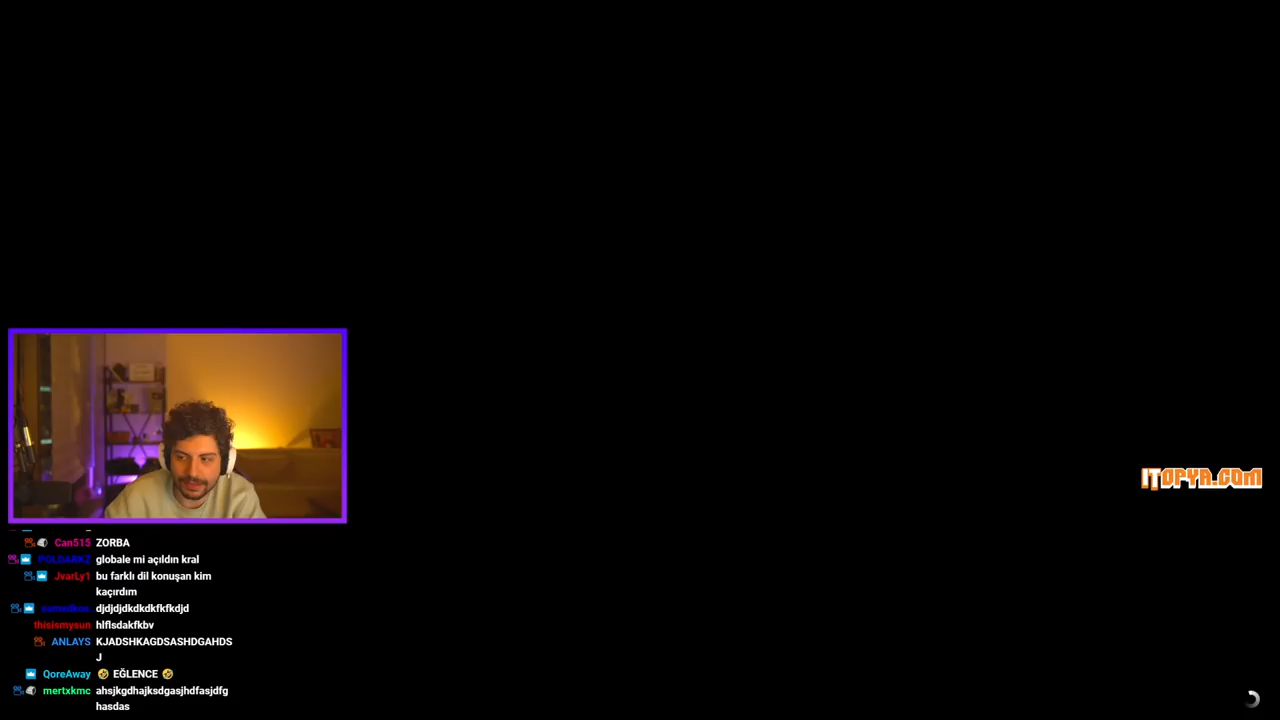 Can515 ZORBA
POLDARKZ globale mi açıldın kral
JvarLy1 bu farklı dil konuşan kim
kaçırdım
djdjdjdkdkdkfkfkdjd
thisismysun hlflsdakfkbv
ANLAYS KJADSHKAGDSASHDGAHDS
J
QoreAway 🤣 EĞLENCE 🤣
mertxkmc ahsjkgdhajksdgasjhdfasjdfg
hasdas
ITOPYA.COM